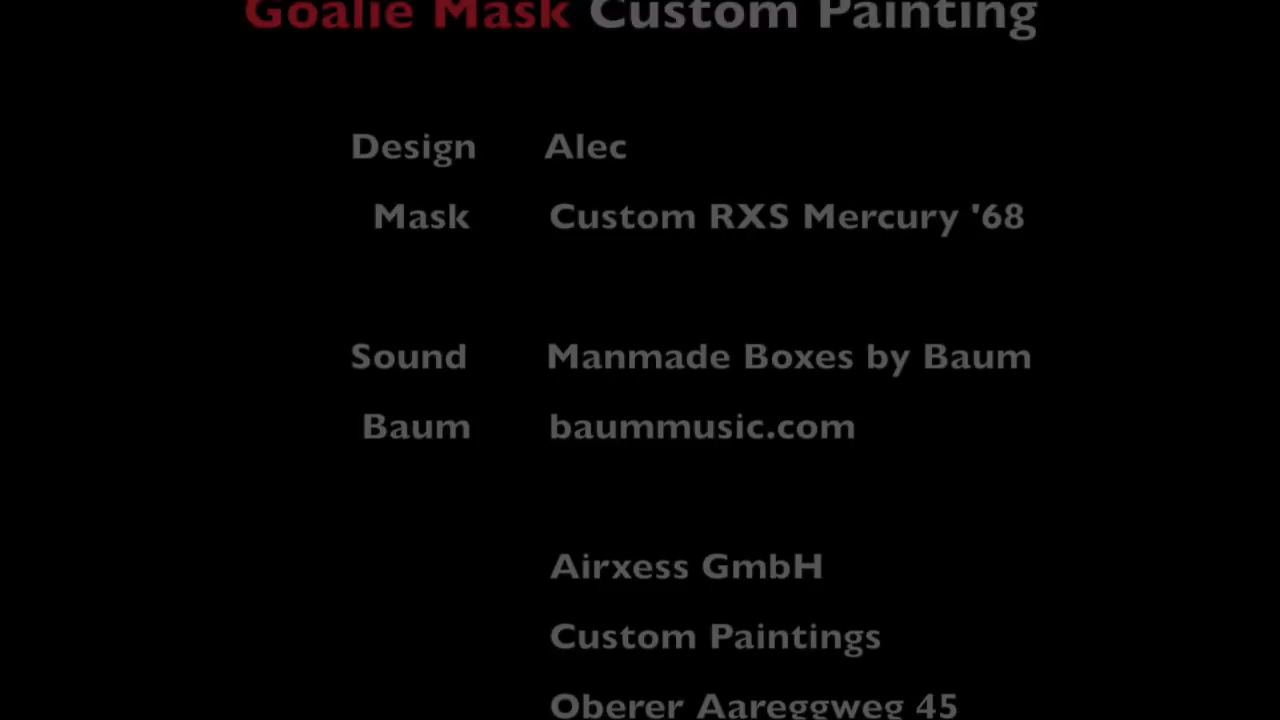 Goalie Mask Custom Painting
Design Alec
Mask Custom RXS Mercury '68
Sound Manmade Boxes by Baum
Baum baummusic.com
Airxess GmbH
Custom Paintings
Oberer Aareggweg 45